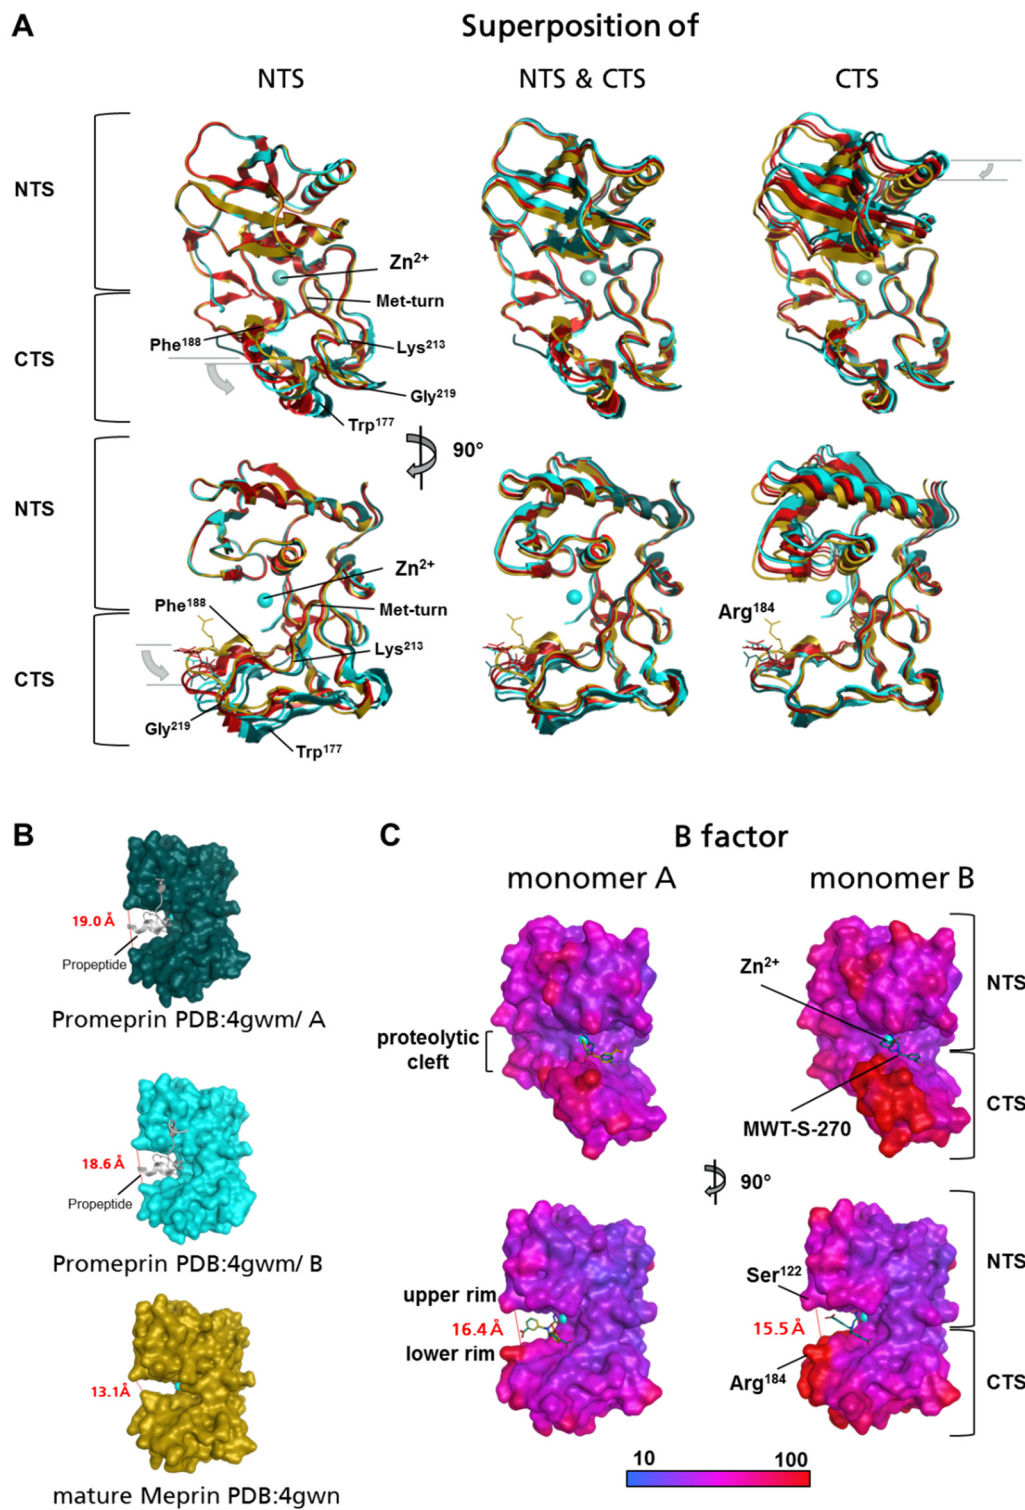 A
Superposition of
NTS
NTS & CTS
CTS
NTS
Zn²⁺
Met-turn
Phe¹⁸⁸
Lys²¹³
CTS
Gly²¹⁹
Trp¹⁷⁷
90°
NTS
Zn²⁺
Phe¹⁸⁸
Met-turn
Arg¹⁸⁴
Lys²¹³
CTS
Gly²¹⁹
Trp¹⁷⁷
B
19.0 Å
Propeptide
Promeprin PDB:4gwm/ A
18.6 Å
Propeptide
Promeprin PDB:4gwm/ B
13.1Å
mature Meprin PDB:4gwn
C
B factor
monomer A
monomer B
Zn²⁺
NTS
proteolytic
cleft
CTS
MWT-S-270
90°
Ser¹²²
NTS
upper rim
16.4 Å
15.5 Å
lower rim
Arg¹⁸⁴
CTS
10
100